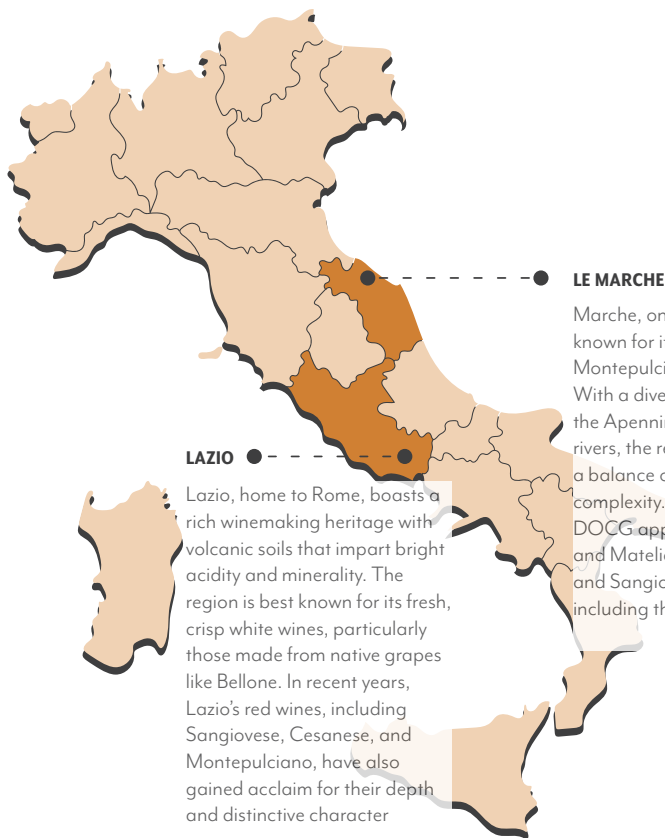 LE MARCHE
Marche, on
known for it
Montepulci
With a dive
the Apennin
rivers, the re
a balance o
complexity.
DOCG app
and Matelic
and Sangiov
including th
LAZIO
Lazio, home to Rome, boasts a
rich winemaking heritage with
volcanic soils that impart bright
acidity and minerality. The
region is best known for its fresh,
crisp white wines, particularly
those made from native grapes
like Bellone. In recent years,
Lazio's red wines, including
Sangiovese, Cesanese, and
Montepulciano, have also
gained acclaim for their depth
and distinctive character